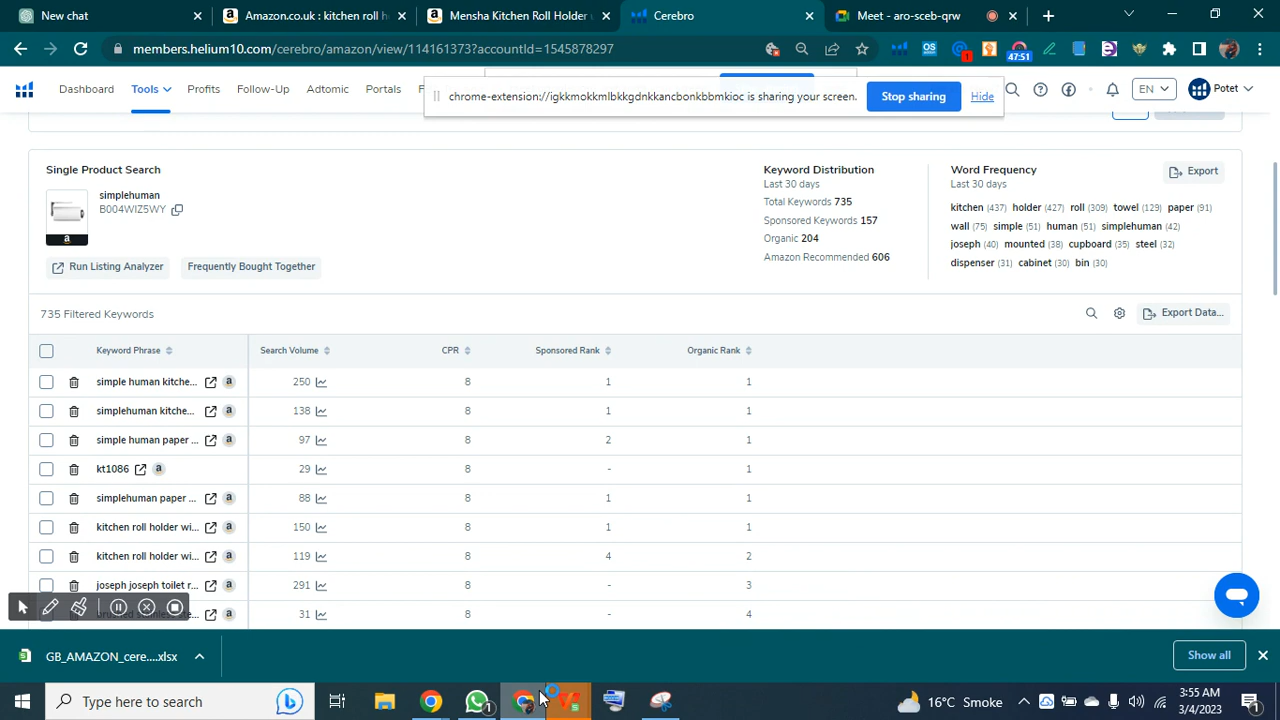 New chat
Amazon.co.uk : kitchen roll h
Mensha Kitchen Roll Holder u
Cerebro
Meet - aro-sceb-qrw
members.helium10.com/cerebro/amazon/view/114161373?accountId=1545878297
OS
1
47:51
Dashboard
Tools
Profits
Follow-Up
Adtomic
Portals
F
chrome-extension://igkkmokkmlbkkgdnkkancbonkbbmkioc is sharing your screen.
Stop sharing
Hide
EN
Potet
Single Product Search
simplehuman
B004WIZ5WY
Run Listing Analyzer
Frequently Bought Together
Keyword Distribution
Last 30 days
Total Keywords 735
Sponsored Keywords 157
Organic 204
Amazon Recommended 606
Word Frequency
Last 30 days
Export
kitchen (437) holder (427) roll (309) towel (129) paper (91)
wall (75) simple (51) human (51) simplehuman (42)
joseph (40) mounted (38) cupboard (35) steel (32)
dispenser (31) cabinet (30) bin (30)
735 Filtered Keywords
Export Data...
Keyword Phrase Search Volume CPR Sponsored Rank Organic Rank
simple human kitche... 250 8 1 1
simplehuman kitche... 138 8 1 1
simple human paper ... 97 8 2 1
kt1086 29 8 - 1
simplehuman paper ... 88 8 1 1
kitchen roll holder wi... 150 8 1 1
kitchen roll holder wi... 119 8 4 2
joseph joseph toilet r... 291 8 - 3
31 8 - 4
GB_AMAZON_cere....xlsx
Show all
Type here to search
1
16°C Smoke
3:55 AM
3/4/2023
1